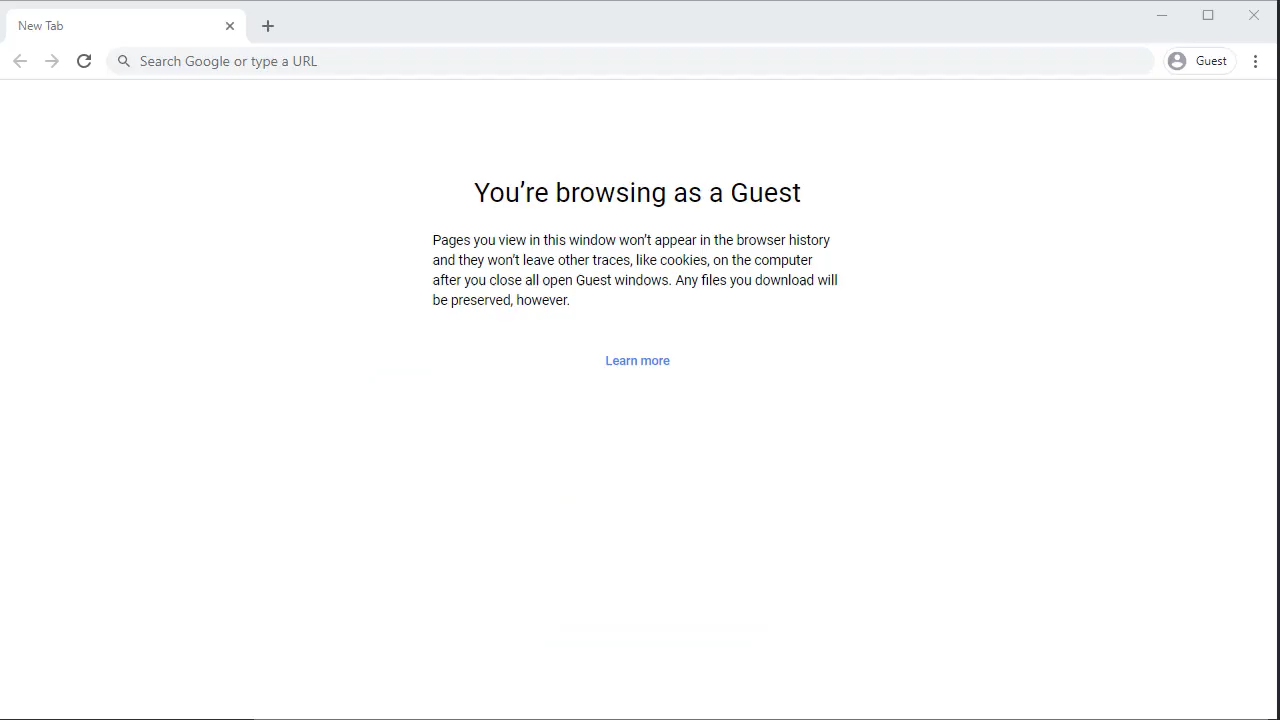 New Tab
Search Google or type a URL
Guest
You’re browsing as a Guest
Pages you view in this window won’t appear in the browser history
and they won’t leave other traces, like cookies, on the computer
after you close all open Guest windows. Any files you download will
be preserved, however.
Learn more